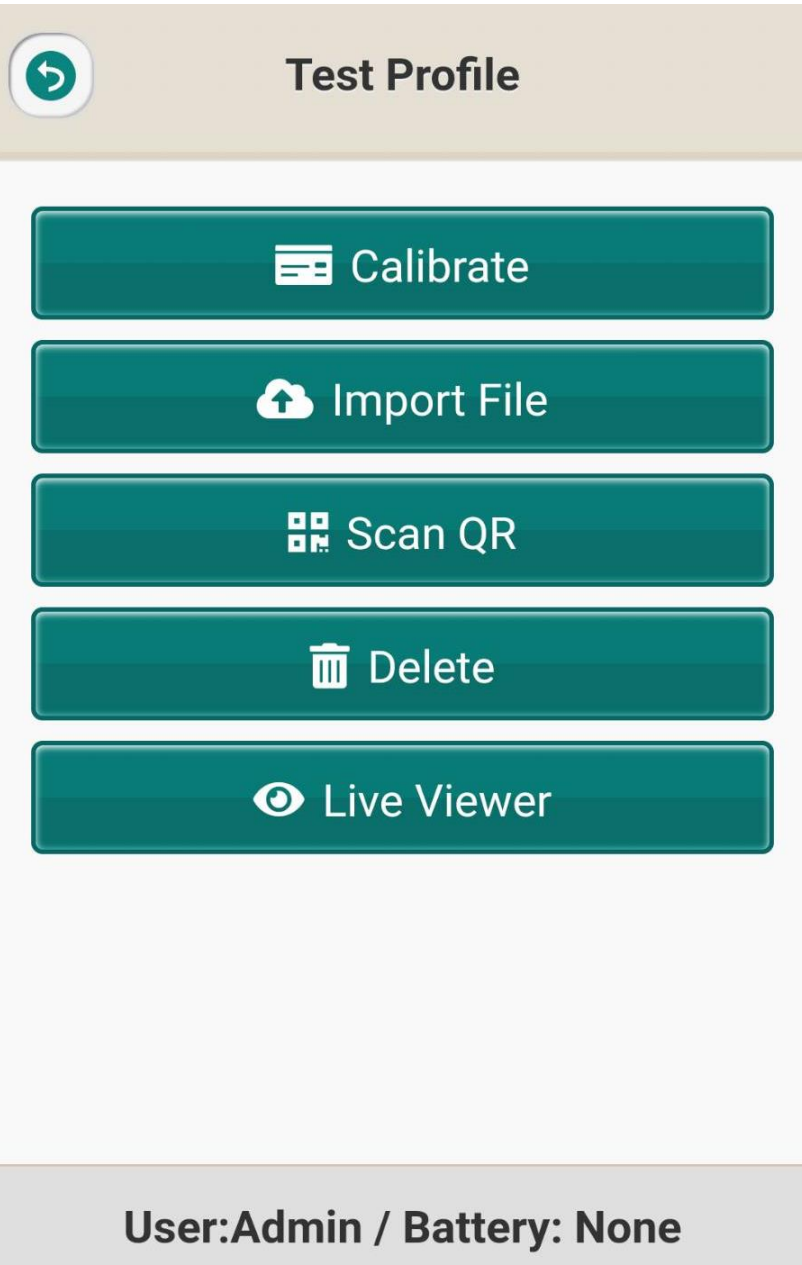 Test Profile
Calibrate
Import File
Scan QR
Delete
Live Viewer
User:Admin / Battery: None